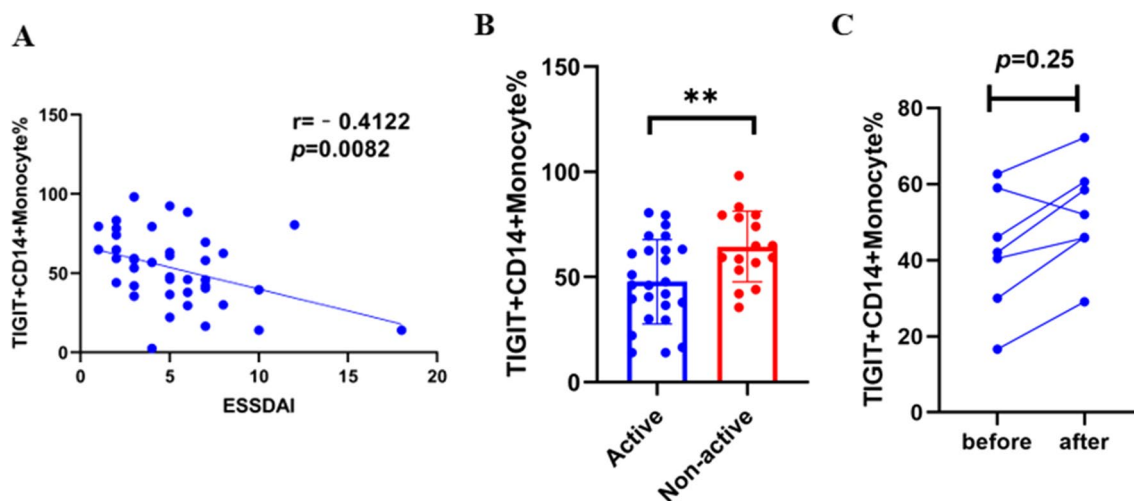 A
TIGIT+CD14+Monocyte%
150
100
50
0
r= - 0.4122
p=0.0082
0 5 10 15 20
ESSDAI
B
TIGIT+CD14+Monocyte%
150
100
50
0
**
Active
Non-active
C
TIGIT+CD14+Monocyte%
p=0.25
80
60
40
20
0
before after